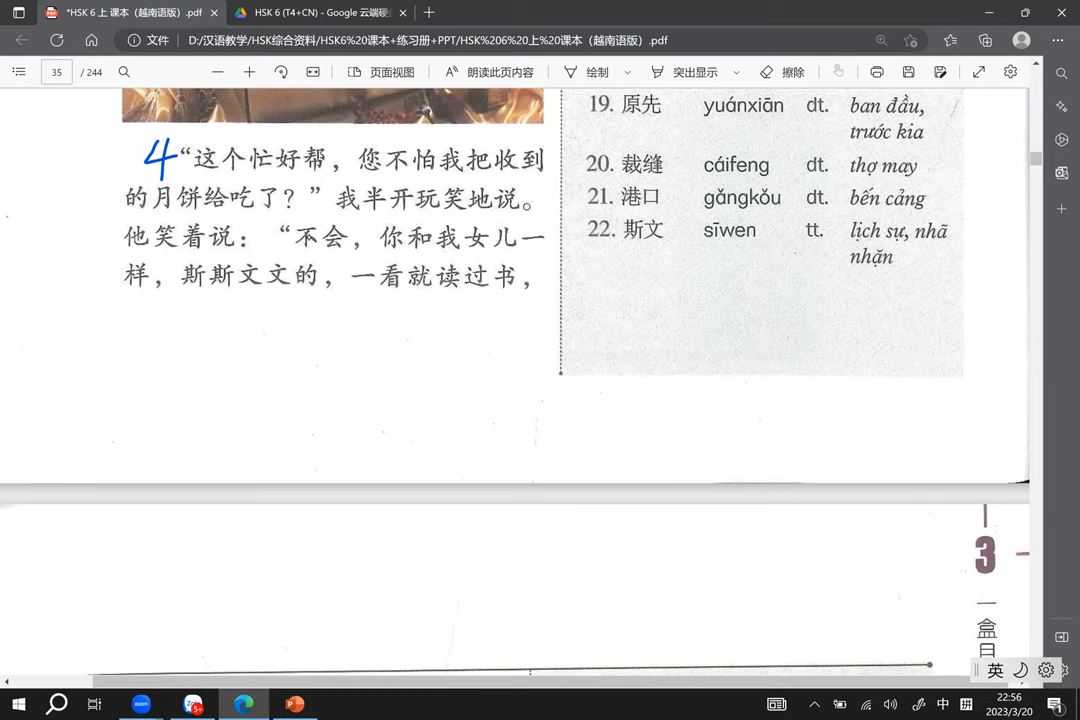 *HSK 6 上 课本（越南语版）.pdf
HSK 6 (T4+CN) - Google 云端硬
文件
D:/汉语教学/HSK综合资料/HSK6%20课本+练习册+PPT/HSK%206%20上%20课本（越南语版）.pdf
35 / 244
页面视图
朗读此页内容
绘制
突出显示
擦除
19. 原先 yuánxiān dt. ban đầu,
trước kia
20. 裁缝 cáifeng dt. thợ may
21. 港口 gǎngkǒu dt. bến cảng
22. 斯文 sīwen tt. lịch sự, nhã
nhặn
4 “这个忙好帮，您不怕我把收到
的月饼给吃了？”我半开玩笑地说。
他笑着说：“不会，你和我女儿一
样，斯斯文文的，一看就读过书，
3
一
盒
英
zoom
5+
中
拼
22:56
2023/3/20
1